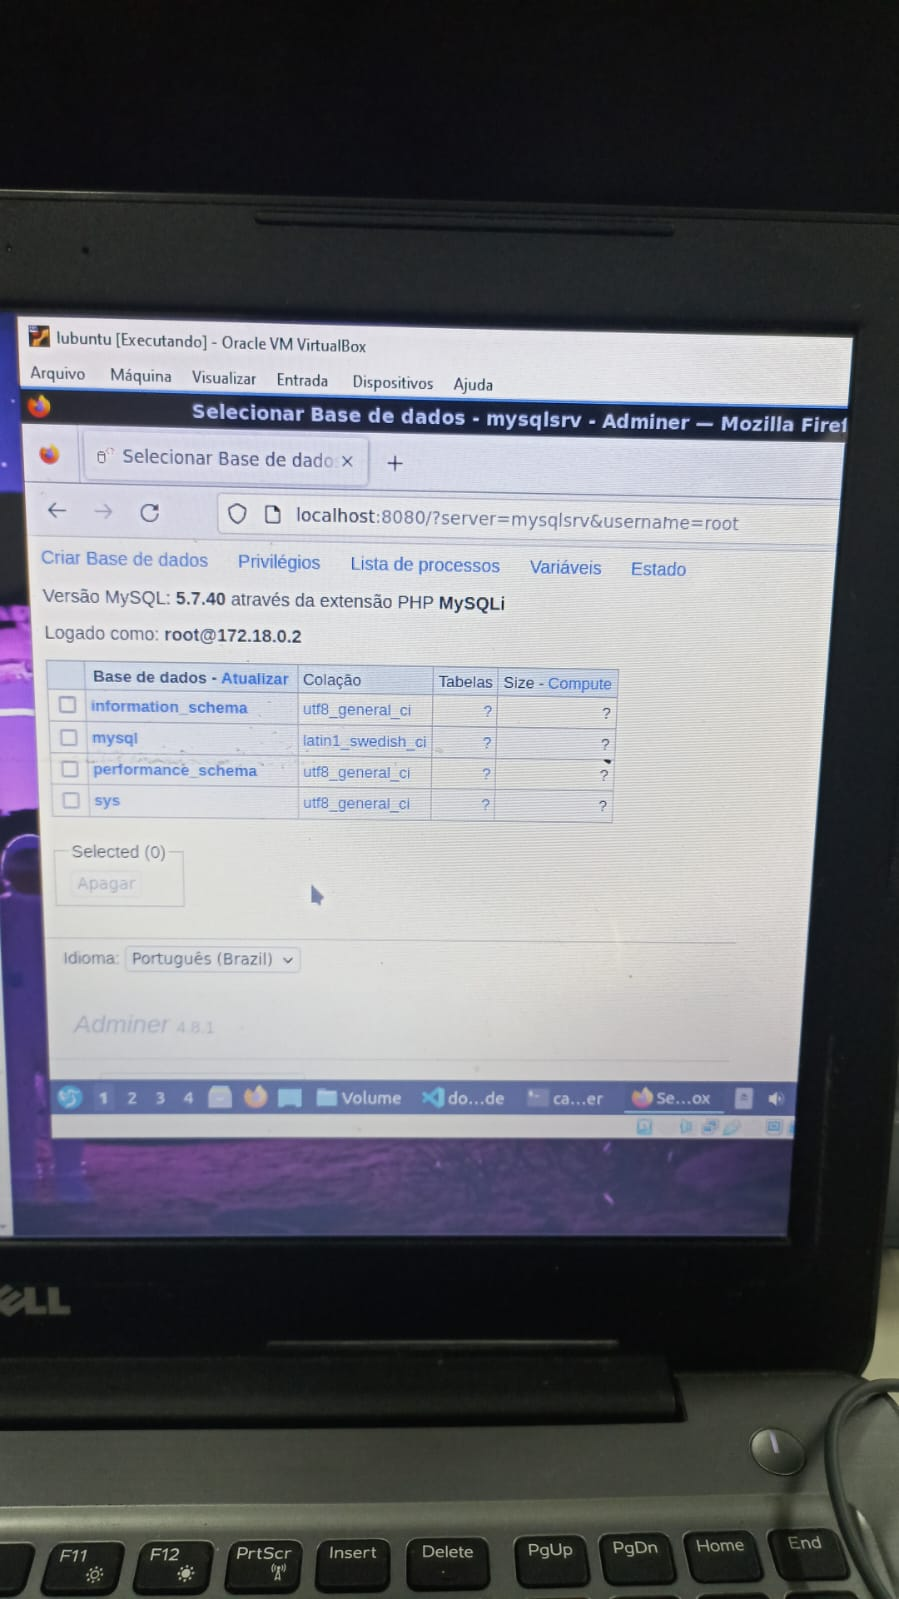 lubuntu [Executando] - Oracle VM VirtualBox
Arquivo Máquina Visualizar Entrada Dispositivos Ajuda
Selecionar Base de dados - mysqlsrv - Adminer — Mozilla Firef
Selecionar Base de dado
localhost:8080/?server=mysqlsrv&username=root
Criar Base de dados Privilégios Lista de processos Variáveis Estado
Versão MySQL: 5.7.40 através da extensão PHP MySQLi
Logado como: root@172.18.0.2
Base de dados - Atualizar Colação Tabelas Size - Compute
information_schema utf8_general_ci ? ?
mysql latin1_swedish_ci ? ?
performance_schema utf8_general_ci ? ?
sys utf8_general_ci ? ?
Selected (0)
Apagar
Idioma: Português (Brazil)
Adminer 4.8.1
1 2 3 4 Volume do...de ca...er Se...ox
DELL
F11 F12 PrtScr Insert Delete PgUp PgDn Home End